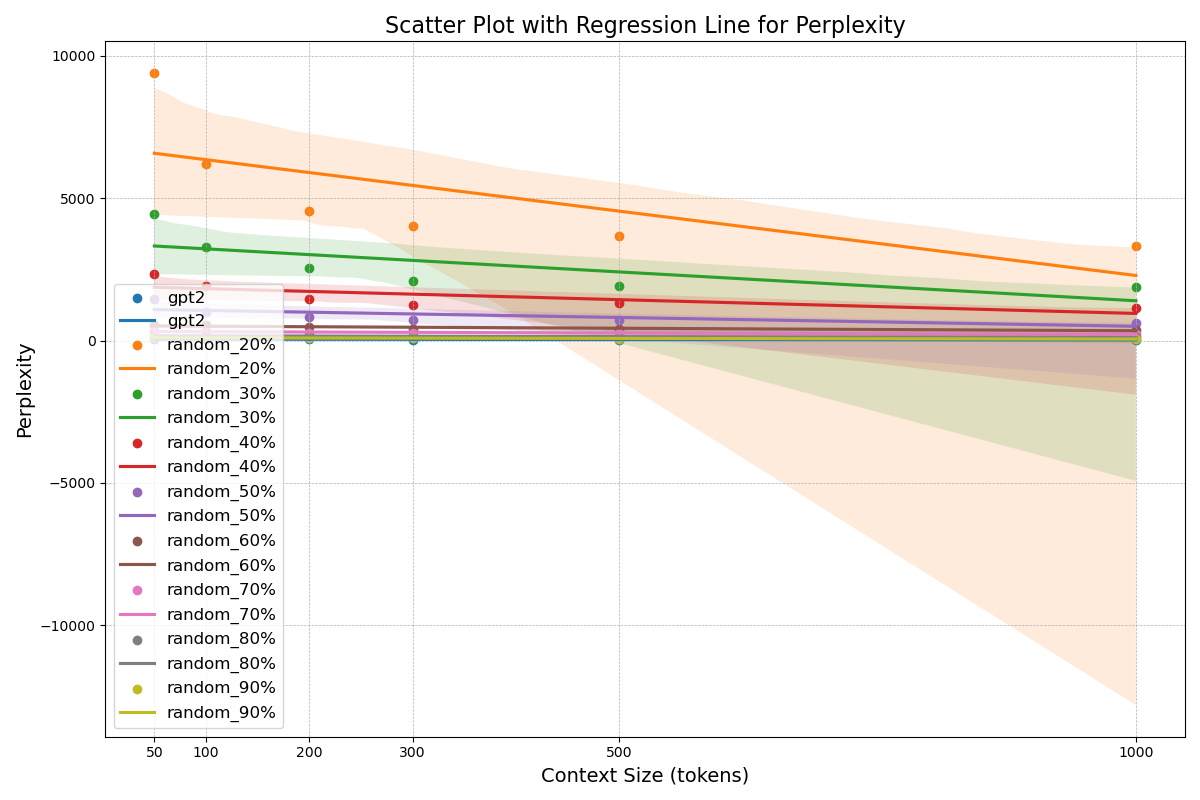 Scatter Plot with Regression Line for Perplexity
10000
5000
0
−5000
−10000
Perplexity
gpt2
gpt2
random_20%
random_20%
random_30%
random_30%
random_40%
random_40%
random_50%
random_50%
random_60%
random_60%
random_70%
random_70%
random_80%
random_80%
random_90%
random_90%
50 100 200 300 500 1000
Context Size (tokens)